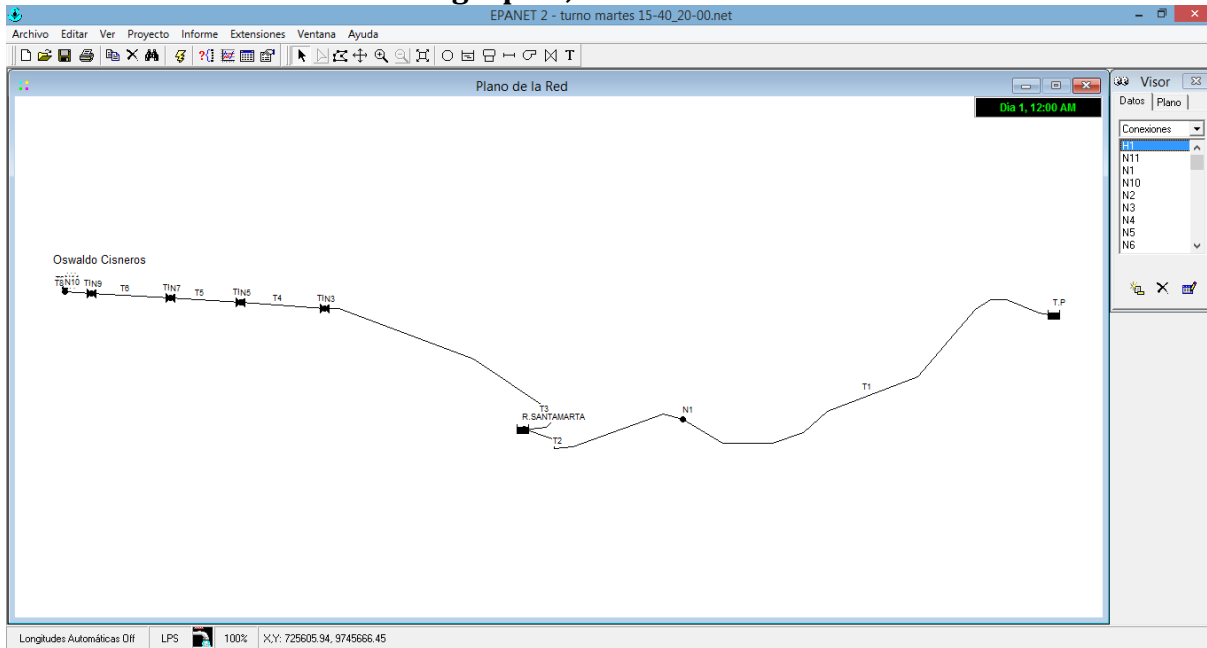 EPANET 2 - turno martes 15-40_20-00.net
Archivo Editar Ver Proyecto Informe Extensiones Ventana Ayuda
T
Plano de la Red
Día 1, 12:00 AM
Visor
Datos Plano
Conexiones
H1
N11
N1
N10
N2
N3
N4
N5
N6
Oswaldo Cisneros
T8N10 TIN9 T6 TIN7 T5 TIN5 T4 TIN3
T.P
T1
N1
T3
R.SANTAMARTA
T2
Longitudes Automáticas Off LPS 100% X,Y: 725605.94, 9745666.45